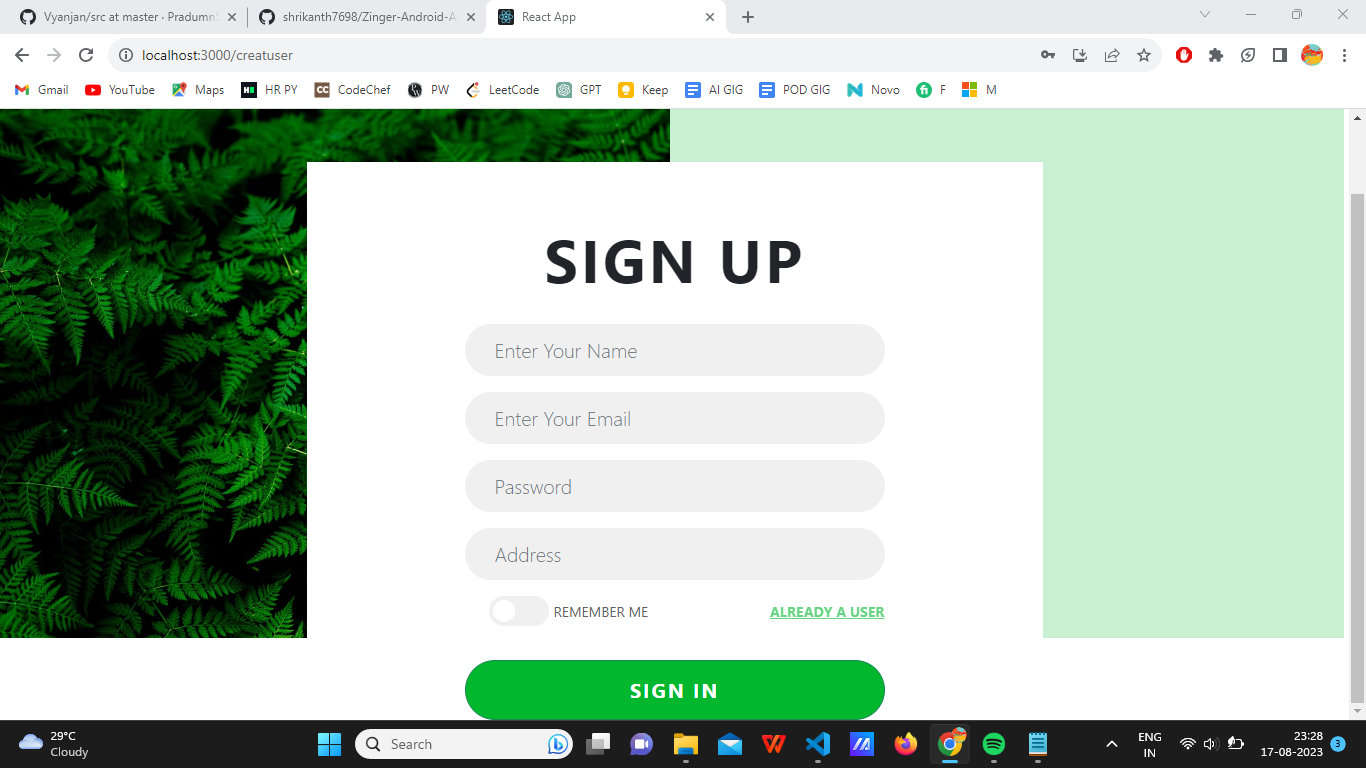 Vyanjan/src at master · Pradumn
shrikanth7698/Zinger-Android-A
React App
localhost:3000/creatuser
Gmail
YouTube
Maps
HR PY
CC CodeChef
PW
LeetCode
GPT
Keep
AI GIG
POD GIG
Novo
F
M
SIGN UP
Enter Your Name
Enter Your Email
Password
Address
REMEMBER ME
ALREADY A USER
SIGN IN
29°C
Cloudy
Search
ENG
IN
23:28
17-08-2023
3